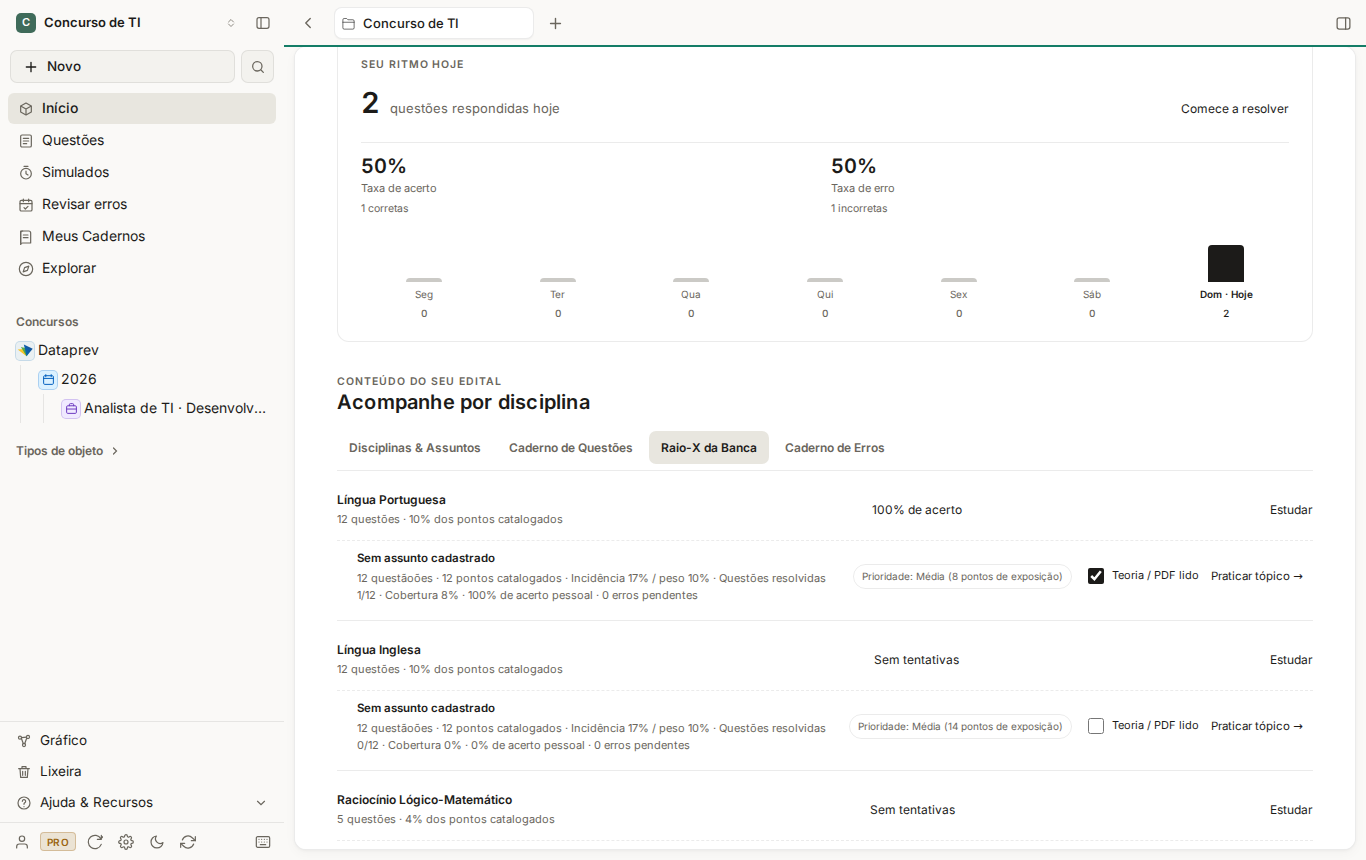 C Concurso de TI
Concurso de TI
Novo
Início
Questões
Simulados
Revisar erros
Meus Cadernos
Explorar
Concursos
Dataprev
2026
Analista de TI · Desenvolv...
Tipos de objeto
Gráfico
Lixeira
Ajuda & Recursos
PRO
SEU RITMO HOJE
2 questões respondidas hoje
Comece a resolver
50%
Taxa de acerto
1 corretas
50%
Taxa de erro
1 incorretas
Seg Ter Qua Qui Sex Sáb Dom · Hoje
0 0 0 0 0 0 2
CONTEÚDO DO SEU EDITAL
Acompanhe por disciplina
Disciplinas & Assuntos Caderno de Questões Raio-X da Banca Caderno de Erros
Língua Portuguesa
12 questões · 10% dos pontos catalogados
100% de acerto
Estudar
Sem assunto cadastrado
12 questãoões · 12 pontos catalogados · Incidência 17% / peso 10% · Questões resolvidas
1/12 · Cobertura 8% · 100% de acerto pessoal · 0 erros pendentes
Prioridade: Média (8 pontos de exposição)
Teoria / PDF lido
Praticar tópico →
Língua Inglesa
12 questões · 10% dos pontos catalogados
Sem tentativas
Estudar
Sem assunto cadastrado
12 questãoões · 12 pontos catalogados · Incidência 17% / peso 10% · Questões resolvidas
0/12 · Cobertura 0% · 0% de acerto pessoal · 0 erros pendentes
Prioridade: Média (14 pontos de exposição)
Teoria / PDF lido
Praticar tópico →
Raciocínio Lógico-Matemático
5 questões · 4% dos pontos catalogados
Sem tentativas
Estudar